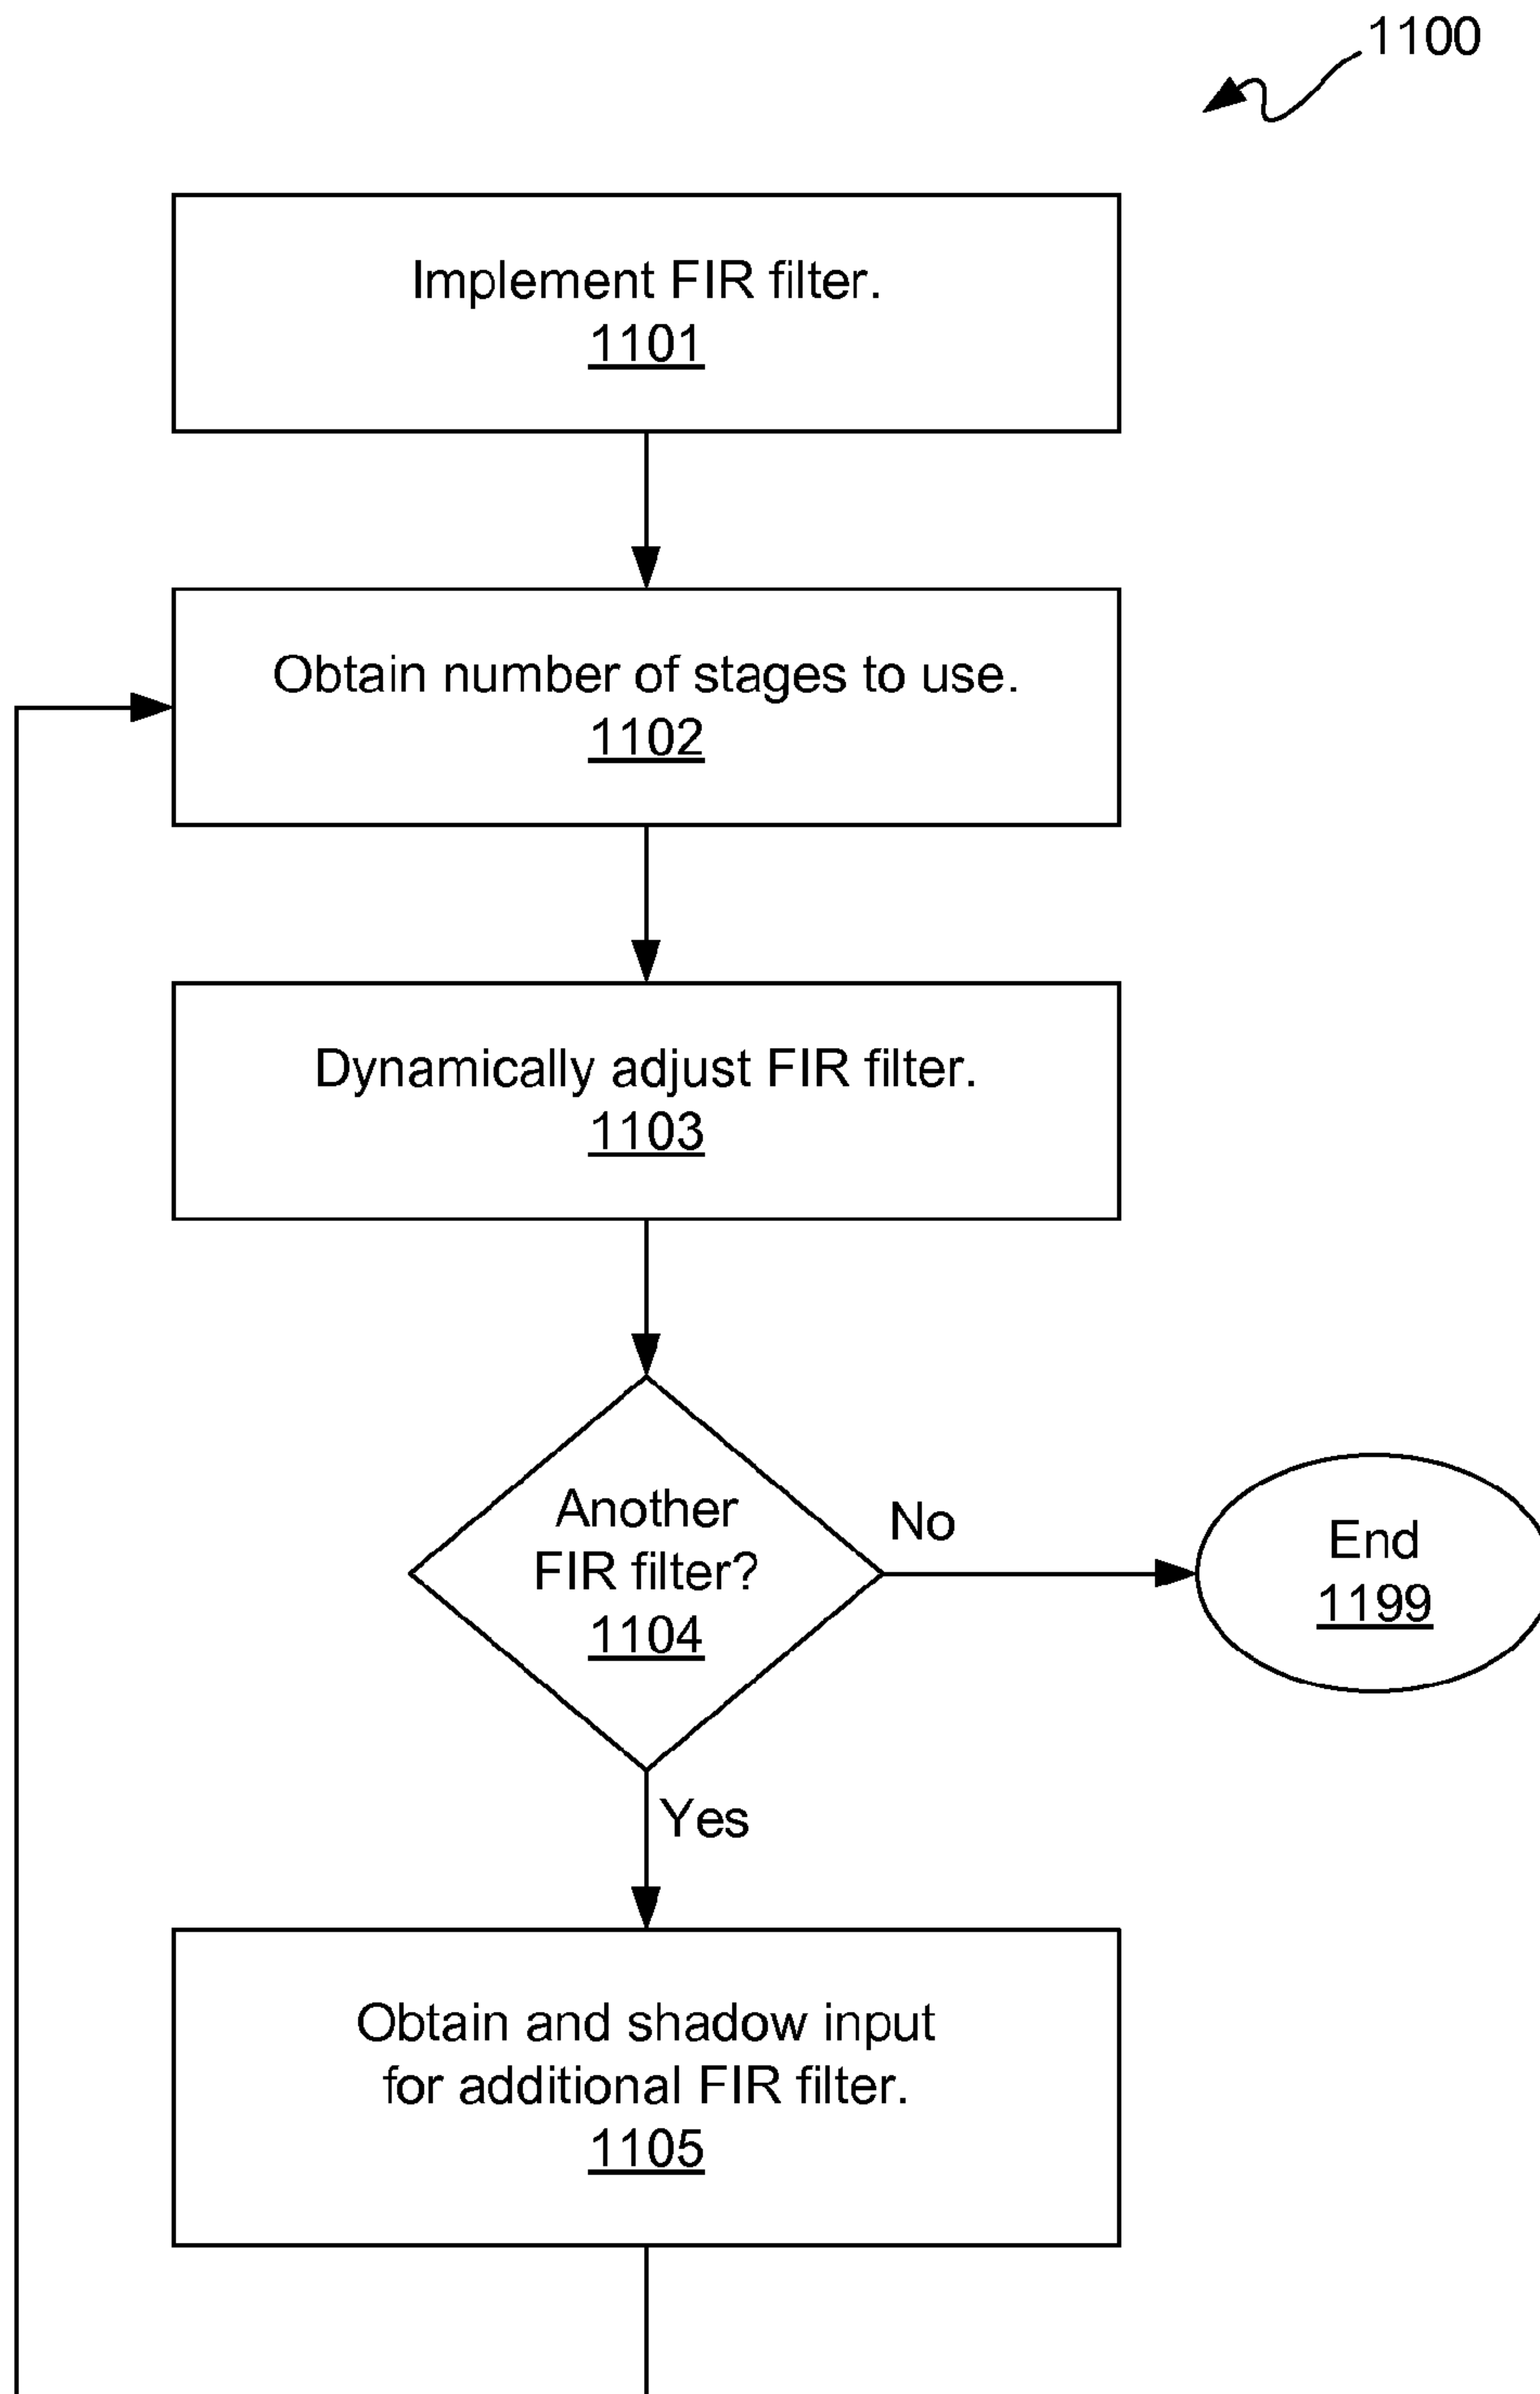 1100
Implement FIR filter.
1101
Obtain number of stages to use.
1102
Dynamically adjust FIR filter.
1103
Another
FIR filter?
1104
No
End
1199
Yes
Obtain and shadow input
for additional FIR filter.
1105